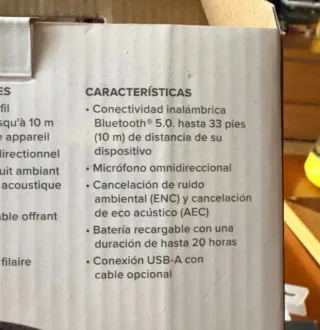 ES
fil
squ'à 10 m
e appareil
directionnel
uit ambiant
acoustique
ble offrant
filaire
CARACTERÍSTICAS
• Conectividad inalámbrica
Bluetooth® 5.0. hasta 33 pies
(10 m) de distancia de su
dispositivo
• Micrófono omnidireccional
• Cancelación de ruido
ambiental (ENC) y cancelación
de eco acústico (AEC)
• Batería recargable con una
duración de hasta 20 horas
• Conexión USB-A con
cable opcional